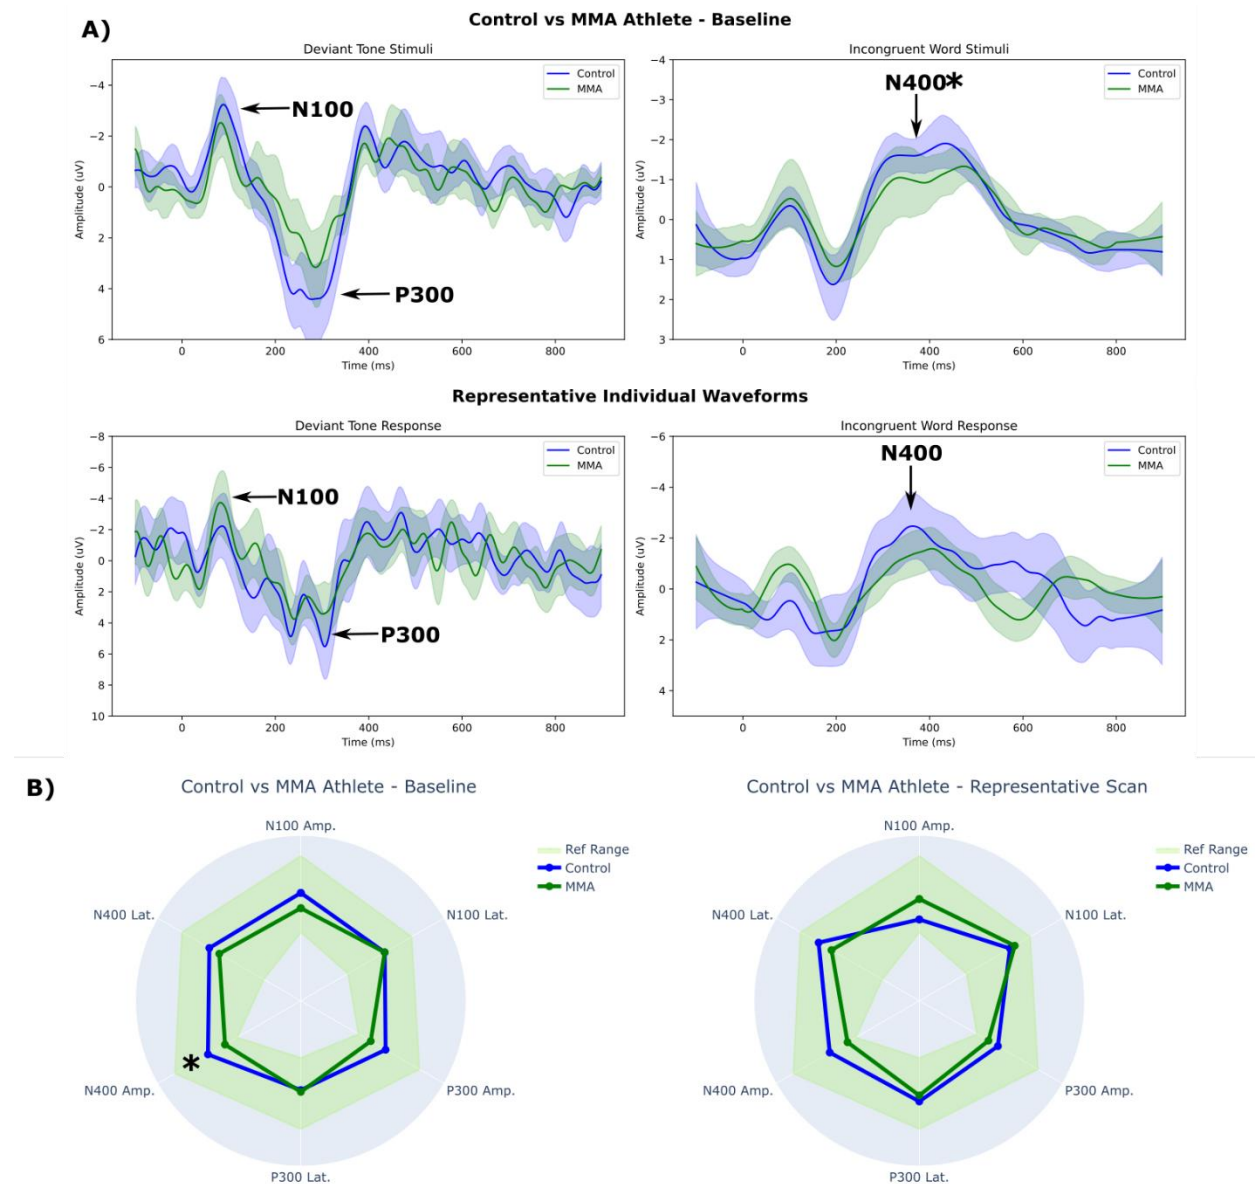 A)
Control vs MMA Athlete - Baseline
Deviant Tone Stimuli
Amplitude (uV)
−4
−2
0
2
4
6
N100
P300
Control
MMA
0 200 400 600 800
Time (ms)
Incongruent Word Stimuli
Amplitude (uV)
−4
−3
−2
−1
0
1
2
3
N400*
Control
MMA
0 200 400 600 800
Time (ms)
Representative Individual Waveforms
Deviant Tone Response
Amplitude (uV)
−8
−6
−4
−2
0
2
4
6
8
10
N100
P300
Control
MMA
0 200 400 600 800
Time (ms)
Incongruent Word Response
Amplitude (uV)
−6
−4
−2
0
2
4
N400
Control
MMA
0 200 400 600 800
Time (ms)
B)
Control vs MMA Athlete - Baseline
N100 Amp.
N100 Lat.
P300 Amp.
P300 Lat.
N400 Amp.
N400 Lat.
*
Ref Range
Control
MMA
Control vs MMA Athlete - Representative Scan
N100 Amp.
N100 Lat.
P300 Amp.
P300 Lat.
N400 Amp.
N400 Lat.
Ref Range
Control
MMA